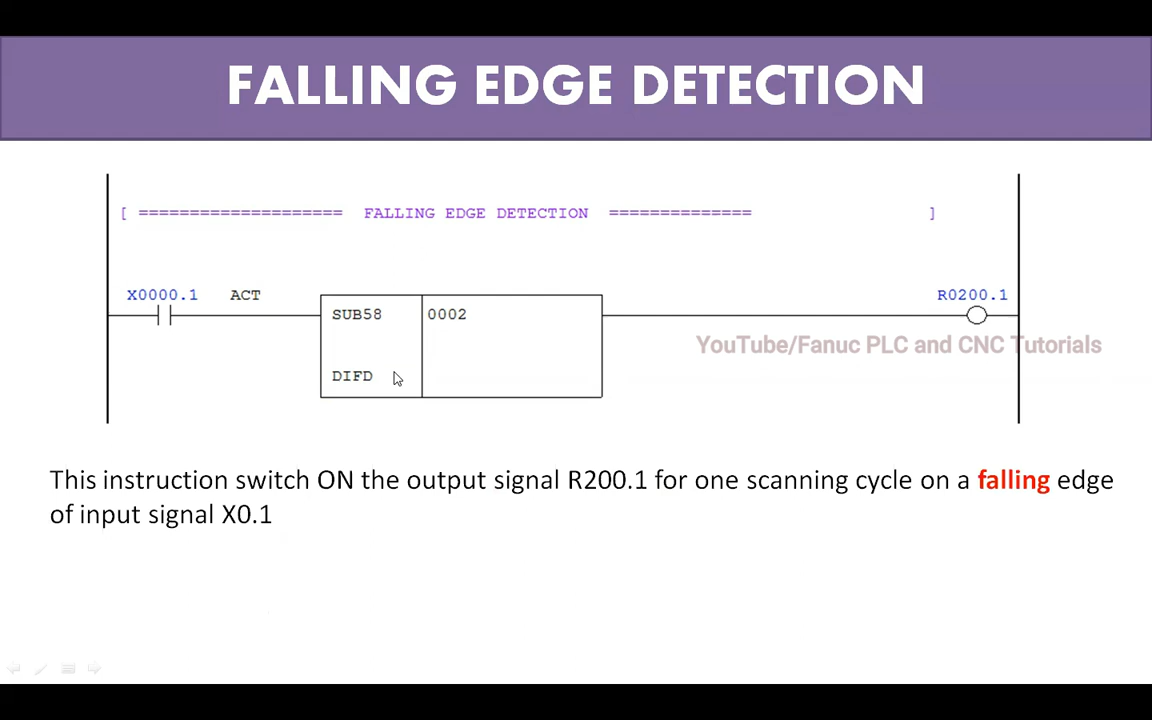 FALLING EDGE DETECTION
[ ==================== FALLING EDGE DETECTION ============== ]
X0000.1 ACT
R0200.1
SUB58 0002
YouTube/Fanuc PLC and CNC Tutorials
DIFD
This instruction switch ON the output signal R200.1 for one scanning cycle on a falling edge
of input signal X0.1